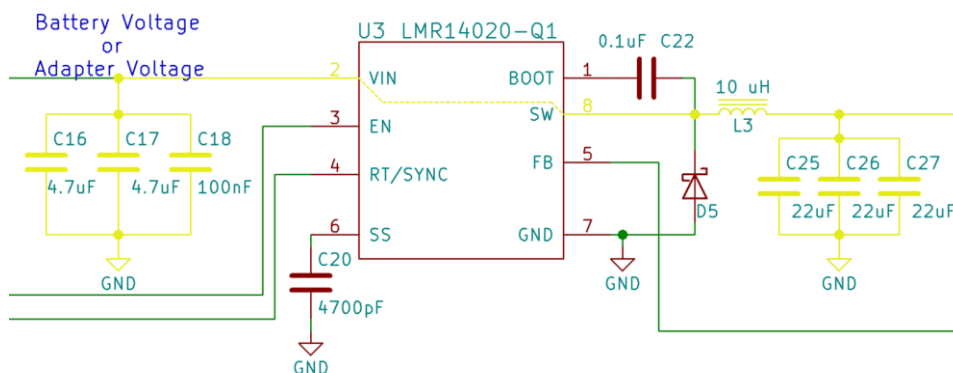 Battery Voltage
or
Adapter Voltage
U3 LMR14020-Q1
0.1uF C22
2 VIN
BOOT 1
10 uH
SW 8
L3
C16 C17 C18
3 EN
4.7uF 4.7uF 100nF
FB 5
C25 C26 C27
4 RT/SYNC
D5
22uF 22uF 22uF
6 SS
GND 7
C20
GND
GND
GND
4700pF
GND